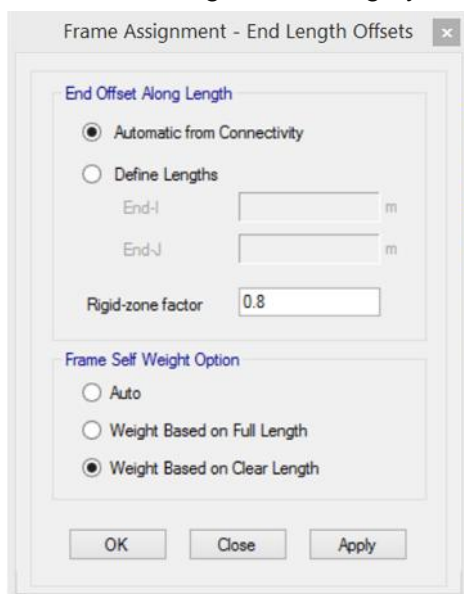 Frame Assignment - End Length Offsets
x
End Offset Along Length
Automatic from Connectivity
Define Lengths
End-I m
End-J m
Rigid-zone factor 0.8
Frame Self Weight Option
Auto
Weight Based on Full Length
Weight Based on Clear Length
OK Close Apply